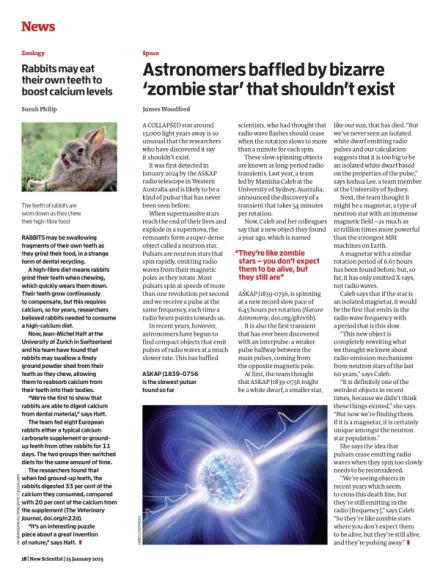 News
Zoology
Rabbits may eat
their own teeth to
boost calcium levels
Sarah Philip
The teeth of rabbits are
worn down as they chew
their high-fibre food
RABBITS may be swallowing
fragments of their own teeth as
they grind their food, in a strange
form of dental recycling.
A high-fibre diet means rabbits
grind their teeth when chewing,
which quickly wears them down.
Their teeth grow continuously
to compensate, but this requires
calcium, so for years, researchers
believed rabbits needed to consume
a high-calcium diet.
Now, Jean-Michel Hatt at the
University of Zurich in Switzerland
and his team have found that
rabbits may swallow a finely
ground powder shed from their
teeth as they chew, allowing
them to reabsorb calcium from
their teeth into their bodies.
"We're the first to show that
rabbits are able to digest calcium
from dental material," says Hatt.
The team fed eight European
rabbits either a typical calcium
carbonate supplement or ground-
up teeth from other rabbits for 11
days. The two groups then switched
diets for the same amount of time.
The researchers found that
when fed ground-up teeth, the
rabbits digested 33 per cent of the
calcium they consumed, compared
with 20 per cent of the calcium from
the supplement (The Veterinary
Journal, doi.org/n22d).
"It's an interesting puzzle
piece about a great invention
of nature," says Hatt.
Space
Astronomers baffled by bizarre
'zombie star' that shouldn't exist
James Woodford
A COLLAPSED star around
13,000 light years away is so
unusual that the researchers
who have discovered it say
it shouldn't exist.
It was first detected in
January 2024 by the ASKAP
radio telescope in Western
Australia and is likely to be a
kind of pulsar that has never
been seen before.
When supermassive stars
reach the end of their lives and
explode in a supernova, the
remnants form a super-dense
object called a neutron star.
Pulsars are neutron stars that
spin rapidly, emitting radio
waves from their magnetic
poles as they rotate. Most
pulsars spin at speeds of more
than one revolution per second
and we receive a pulse at the
same frequency, each time a
radio beam points towards us.
In recent years, however,
astronomers have begun to
find compact objects that emit
pulses of radio waves at a much
slower rate. This has baffled
ASKAP J1839-0756
is the slowest pulsar
found so far
scientists, who had thought that
radio wave flashes should cease
when the rotation slows to more
than a minute for each spin.
These slow-spinning objects
are known as long-period radio
transients. Last year, a team
led by Manisha Caleb at the
University of Sydney, Australia,
announced the discovery of a
transient that takes 54 minutes
per rotation.
Now, Caleb and her colleagues
say that a new object they found
a year ago, which is named
"They're like zombie
stars – you don't expect
them to be alive, but
they still are"
ASKAP J1839-0756, is spinning
at a new record slow pace of
6.45 hours per rotation (Nature
Astronomy, doi.org/g8zv6b).
It is also the first transient
that has ever been discovered
with an interpulse: a weaker
pulse halfway between the
main pulses, coming from
the opposite magnetic pole.
At first, the team thought
that ASKAP J1839-0756 might
be a white dwarf, a smaller star,
like our sun, that has died. "But
we've never seen an isolated
white dwarf emitting radio
pulses and our calculation
suggests that it is too big to be
an isolated white dwarf based
on the properties of the pulse,"
says Joshua Lee, a team member
at the University of Sydney.
Next, the team thought it
might be a magnetar, a type of
neutron star with an immense
magnetic field – as much as
10 trillion times more powerful
than the strongest MRI
machines on Earth.
A magnetar with a similar
rotation period of 6.67 hours
has been found before, but, so
far, it has only emitted X-rays,
not radio waves.
Caleb says that if the star is
an isolated magnetar, it would
be the first that emits in the
radio wave frequency with
a period that is this slow.
"This new object is
completely rewriting what
we thought we knew about
radio-emission mechanisms
from neutron stars of the last
60 years," says Caleb.
"It is definitely one of the
weirdest objects in recent
times, because we didn't think
these things existed," she says.
"But now we're finding them.
If it is a magnetar, it is certainly
unique amongst the neutron
star population."
She says the idea that
pulsars cease emitting radio
waves when they spin too slowly
needs to be reconsidered.
"We're seeing objects in
recent years which seem
to cross this death line, but
they're still emitting in the
radio [frequency]," says Caleb.
"So they're like zombie stars
where you don't expect them
to be alive, but they're still alive,
and they're pulsing away."
18 | New Scientist | 25 January 2025